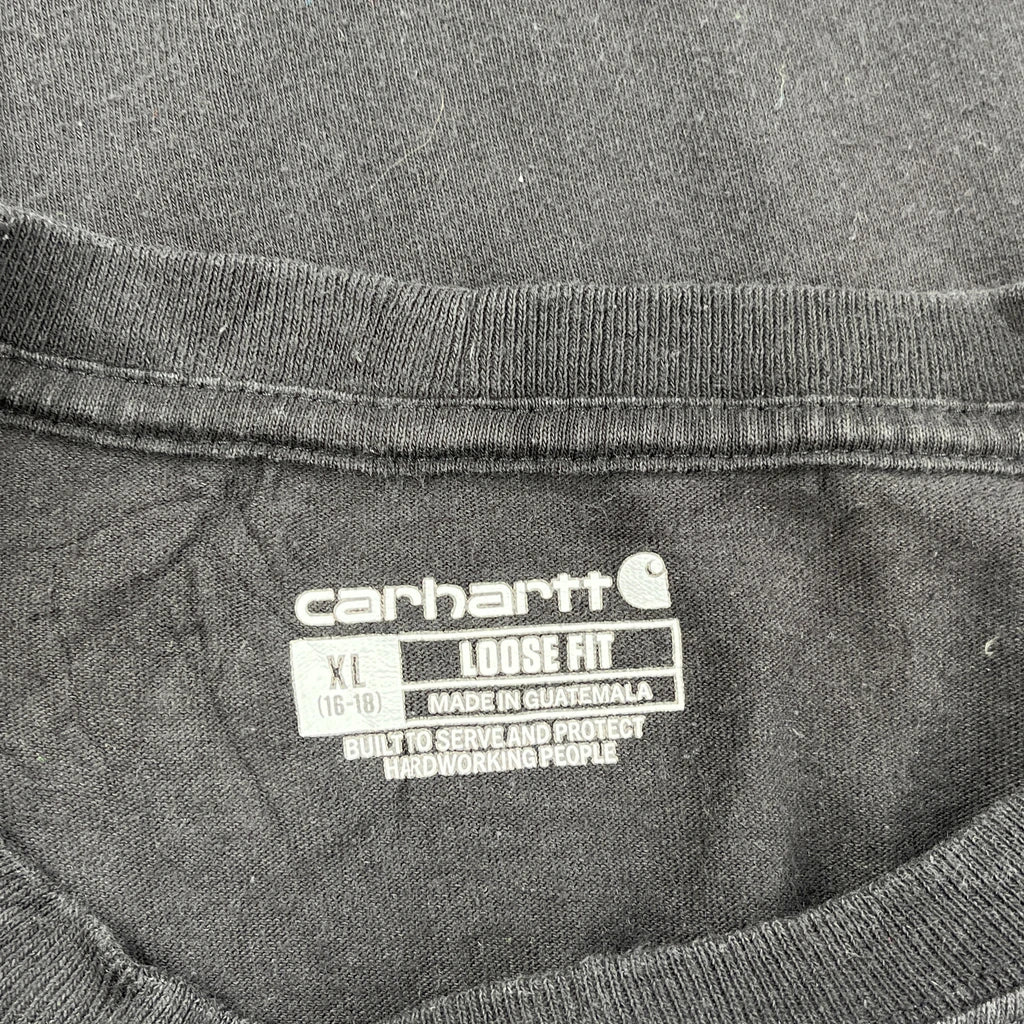 carhartt
XL
(16-18)
LOOSE FIT
MADE IN GUATEMALA
BUILT TO SERVE AND PROTECT
HARDWORKING PEOPLE